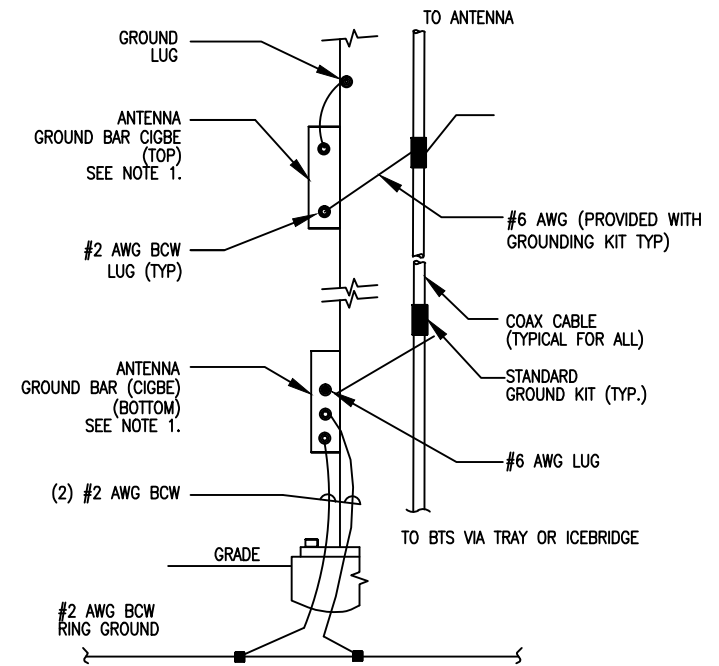 TO ANTENNA
GROUND
LUG
ANTENNA
GROUND BAR CIGBE
(TOP)
SEE NOTE 1.
#6 AWG (PROVIDED WITH
GROUNDING KIT TYP)
#2 AWG BCW
LUG (TYP)
COAX CABLE
(TYPICAL FOR ALL)
ANTENNA
GROUND BAR (CIGBE)
(BOTTOM)
SEE NOTE 1.
STANDARD
GROUND KIT (TYP.)
#6 AWG LUG
(2) #2 AWG BCW
TO BTS VIA TRAY OR ICEBRIDGE
GRADE
#2 AWG BCW
RING GROUND